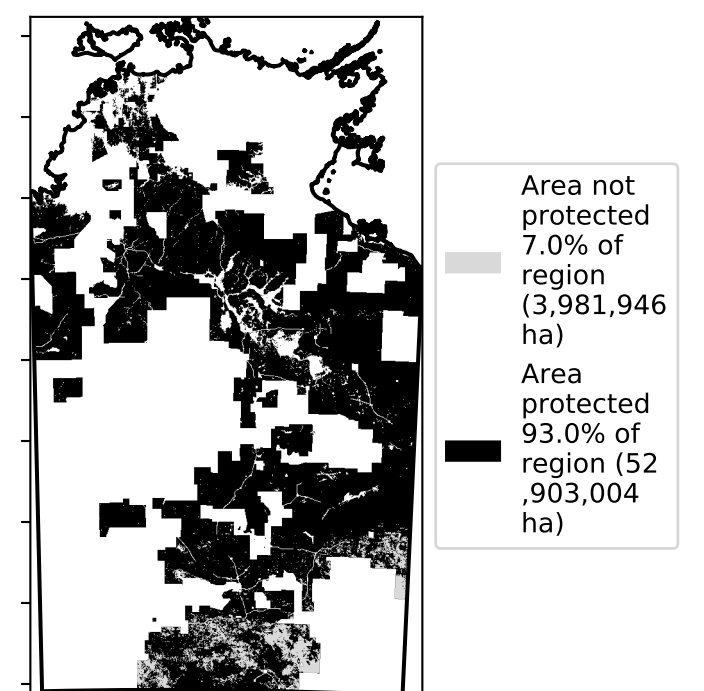 Area not
protected
7.0% of
region
(3,981,946
ha)
Area
protected
93.0% of
region (52
,903,004
ha)